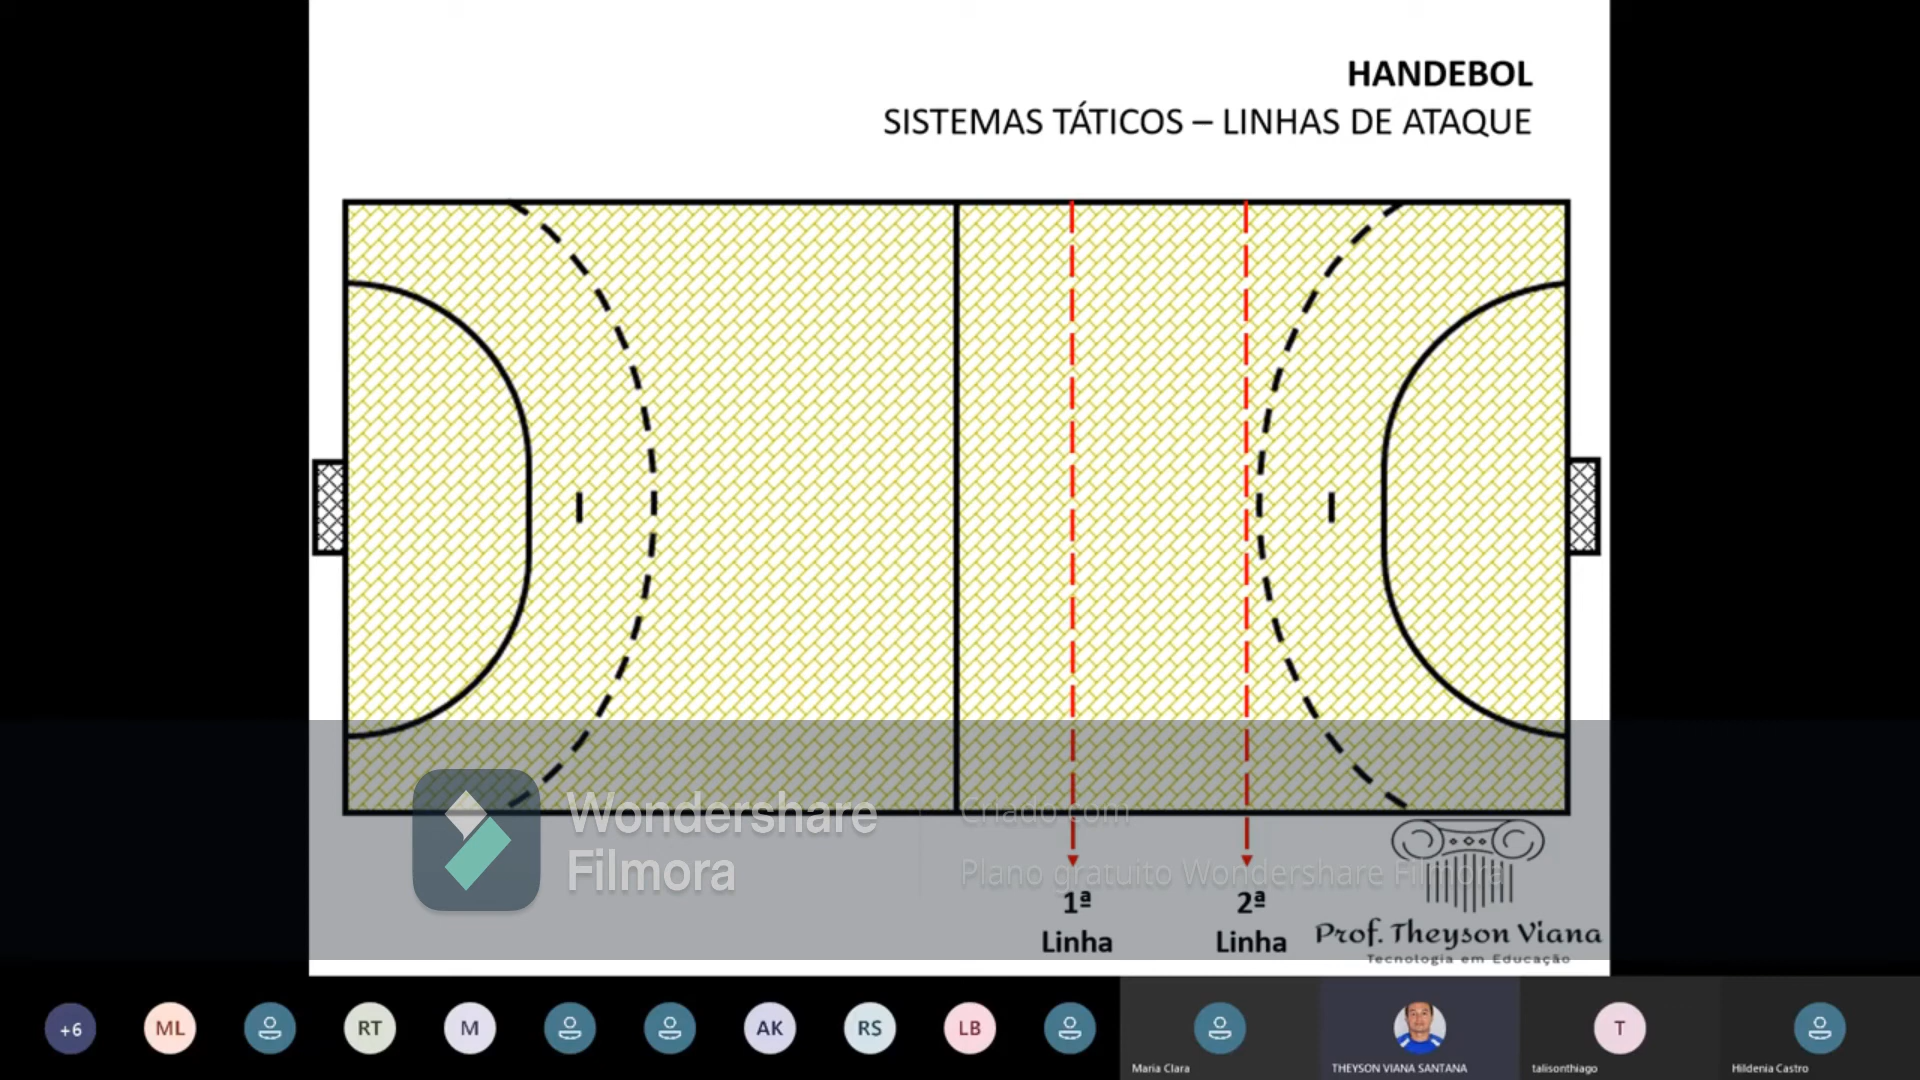 HANDEBOL
SISTEMAS TÁTICOS – LINHAS DE ATAQUE
Wondershare
Filmora
Criado com
Plano gratuito Wondershare Filmora
1ª
Linha
2ª
Linha
Prof. Theyson Viana
Tecnologia em Educação
+6
ML
RT
M
AK
RS
LB
T
Maria Clara
THEYSON VIANA SANTANA
talisonthiago
Hildenia Castro